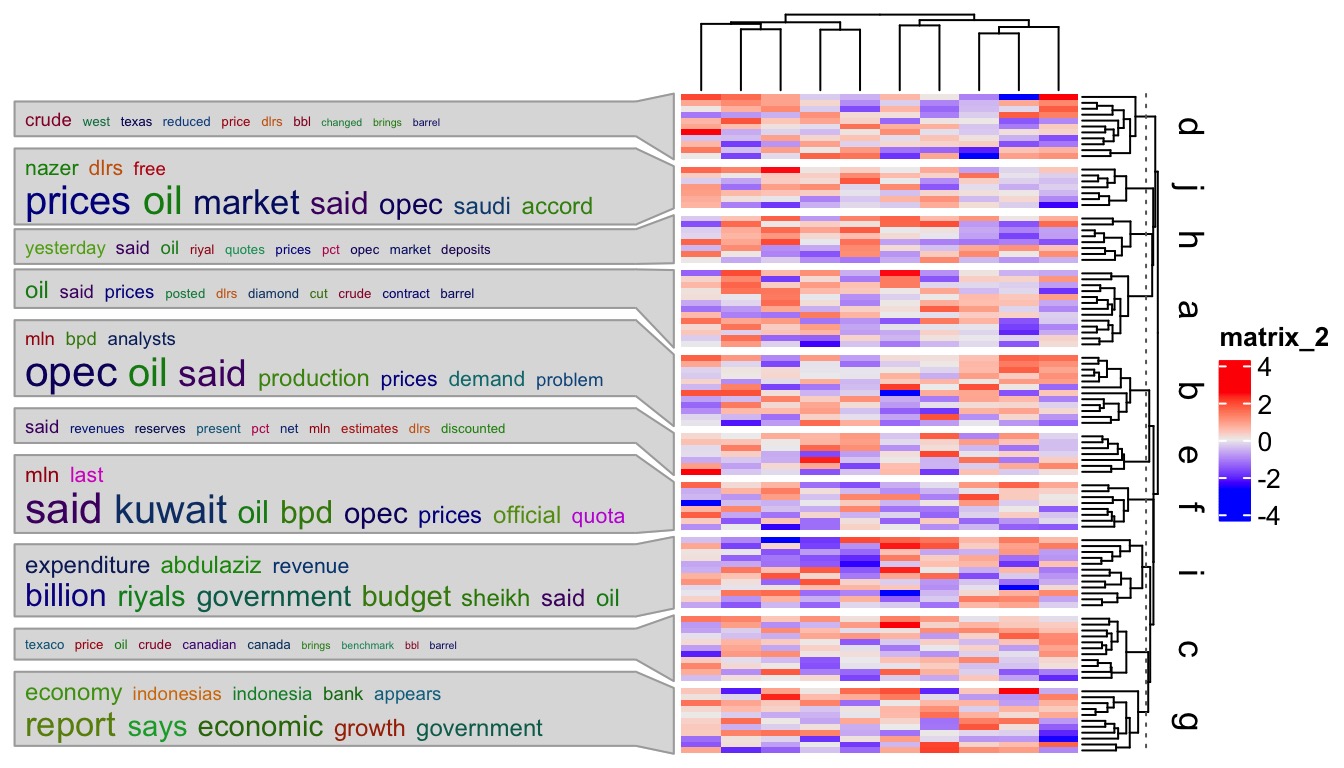 crude west texas reduced price dlrs bbl changed brings barrel
nazer dlrs free
prices oil market said opec saudi accord
yesterday said oil riyal quotes prices pct opec market deposits
oil said prices posted dlrs diamond cut crude contract barrel
mln bpd analysts
opec oil said production prices demand problem
said revenues reserves present pct net mln estimates dlrs discounted
mln last
said kuwait oil bpd opec prices official quota
expenditure abdulaziz revenue
billion riyals government budget sheikh said oil
texaco price oil crude canadian canada brings benchmark bbl barrel
economy indonesias indonesia bank appears
report says economic growth government
d
j
h
a
b
e
f
i
c
g
matrix_2
4
2
0
-2
-4